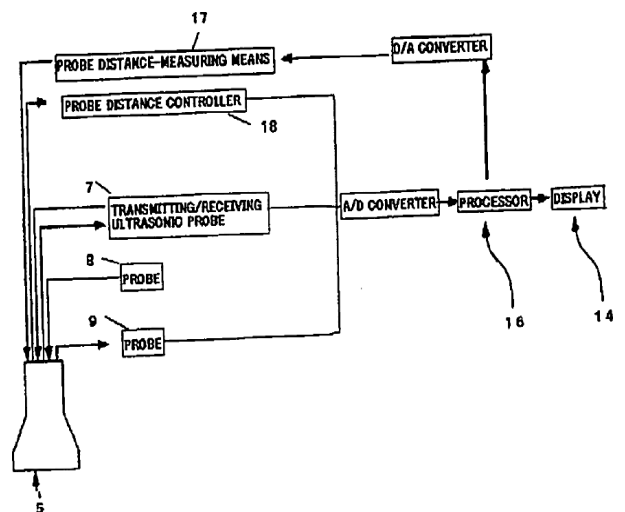 17
D/A CONVERTER
PROBE DISTANCE-MEASURING MEANS
PROBE DISTANCE CONTROLLER
18
7
TRANSMITTING/RECEIVING
ULTRASONIC PROBE
A/D CONVERTER
PROCESSOR
DISPLAY
8
PROBE
9
PROBE
16
14
5